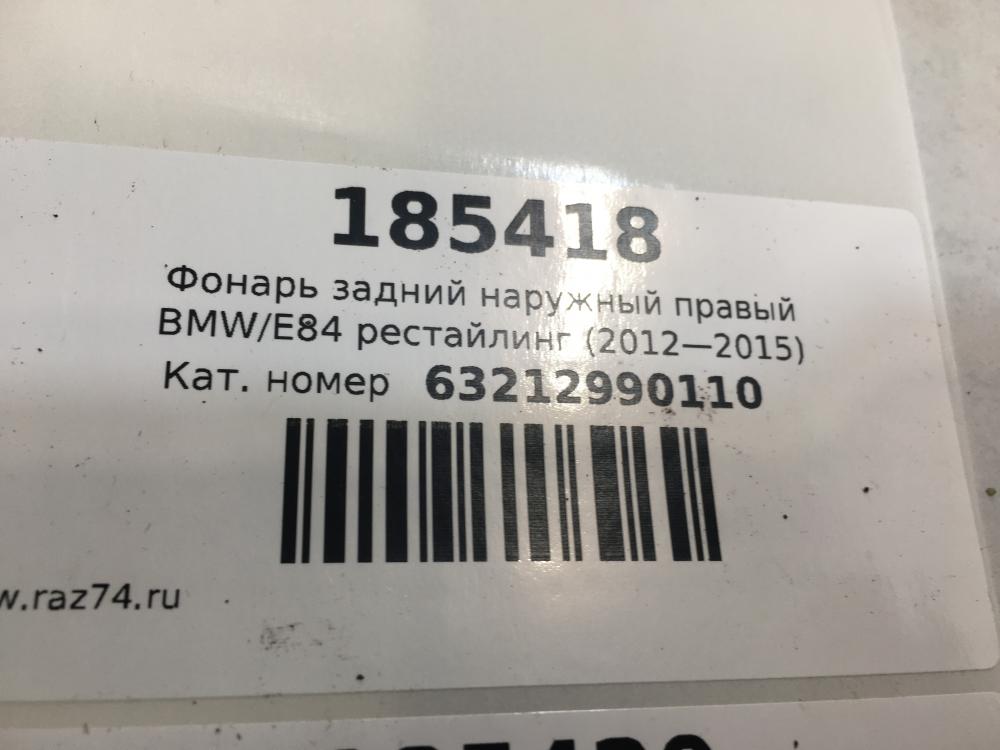 185418
Фонарь задний наружный правый
BMW/E84 рестайлинг (2012—2015)
Кат. номер 63212990110
w.raz74.ru